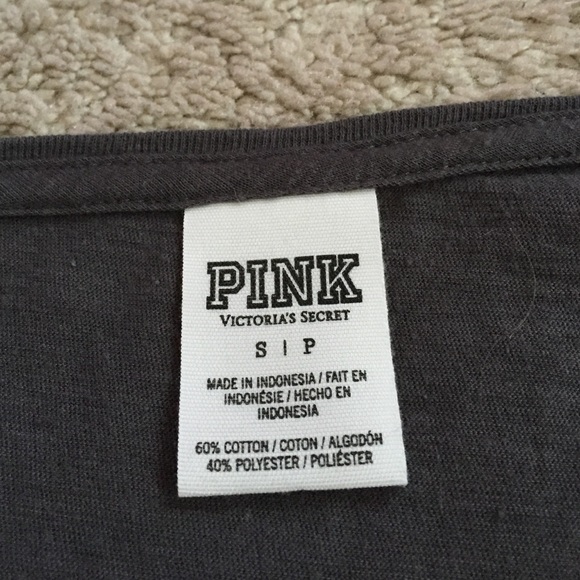 PINK
VICTORIA'S SECRET
S | P
MADE IN INDONESIA / FAIT EN
INDONÉSIE / HECHO EN
INDONESIA
60% COTTON / COTON / ALGODÓN
40% POLYESTER / POLIÉSTER